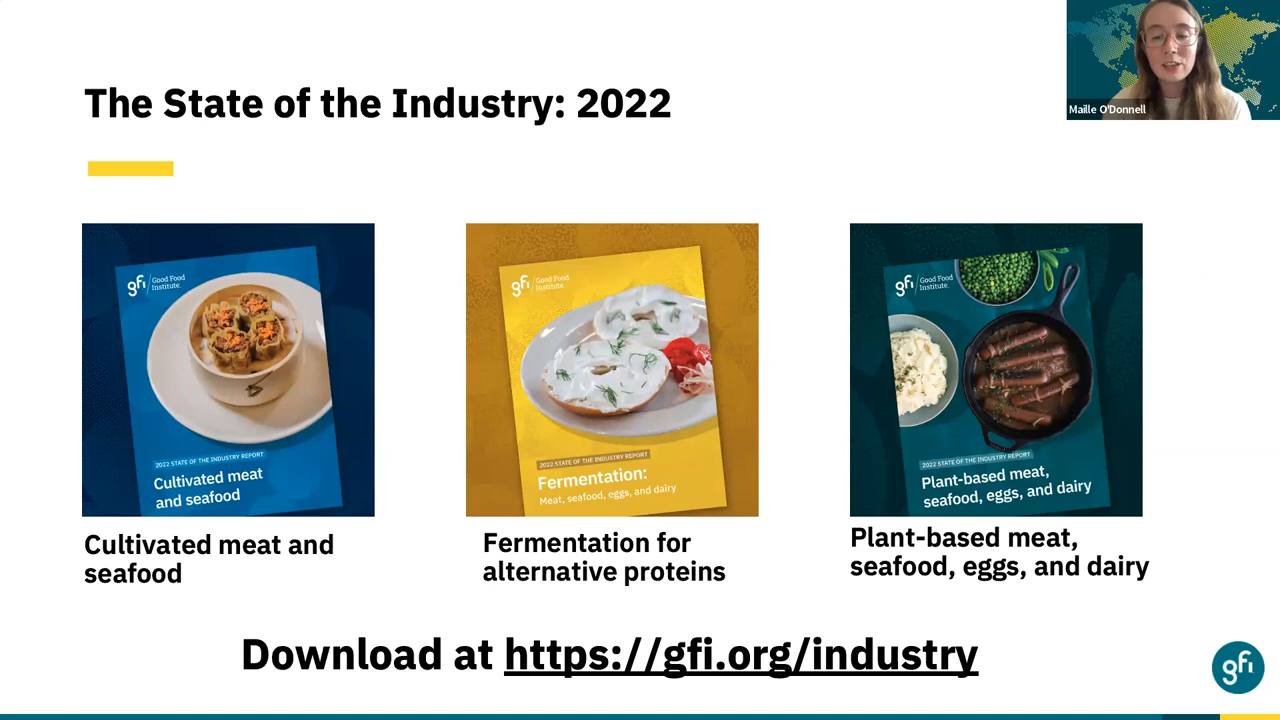 The State of the Industry: 2022
Maille O'Donnell
gfi
Good Food
Institute.
2022 STATE OF THE INDUSTRY REPORT
Cultivated meat
and seafood
gfi
Good Food
Institute.
2022 STATE OF THE INDUSTRY REPORT
Fermentation:
Meat, seafood, eggs, and dairy
gfi
Good Food
Institute.
2022 STATE OF THE INDUSTRY REPORT
Plant-based meat,
seafood, eggs, and dairy
Cultivated meat and
seafood
Fermentation for
alternative proteins
Plant-based meat,
seafood, eggs, and dairy
Download at https://gfi.org/industry
gfi